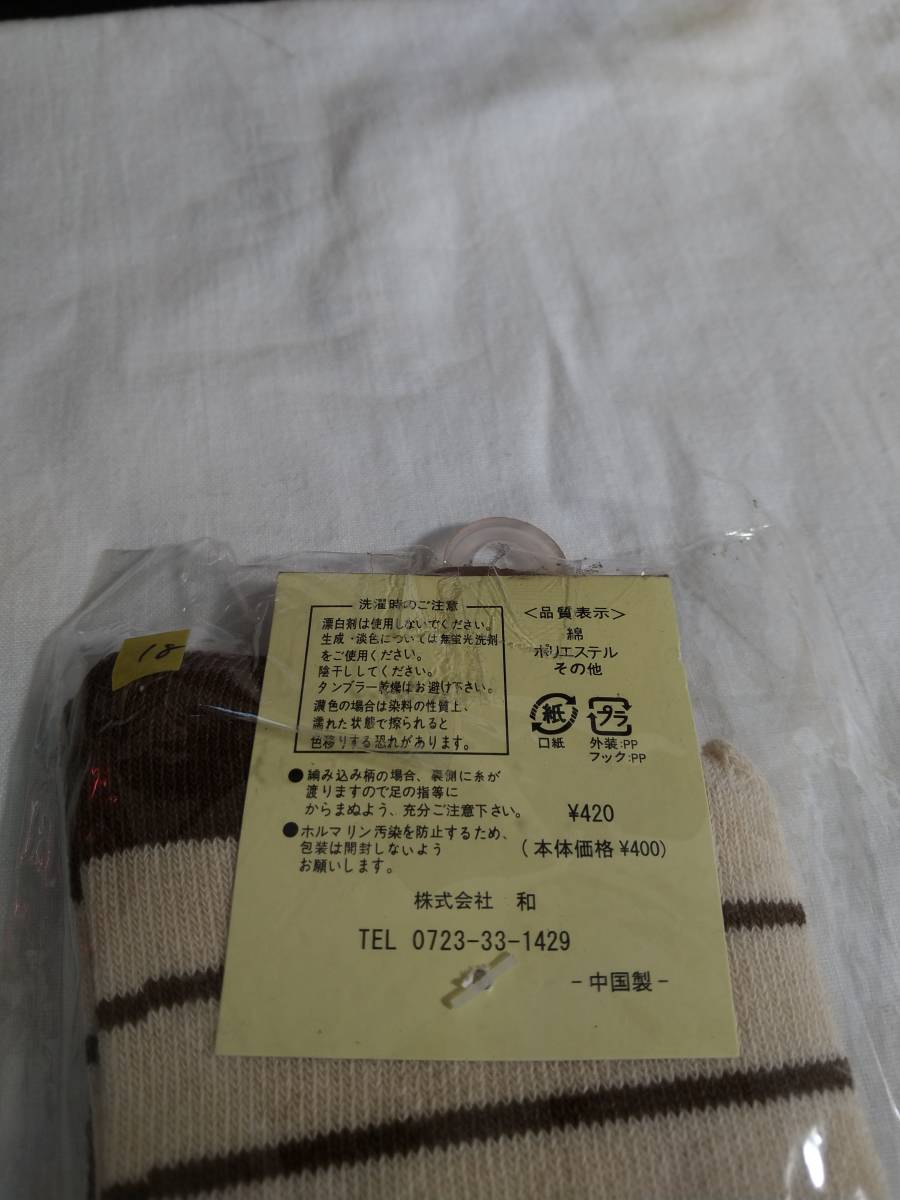 18
洗濯時のご注意
漂白剤は使用しないでください。
生成・淡色については無蛍光洗剤
をご使用ください。
陰干ししてください。
タンブラー乾燥はお避け下さい。
濃色の場合は染料の性質上、
濡れた状態で擦られると
色移りする恐れがあります。
●編み込み柄の場合、裏側に糸が
渡りますので足の指等に
からまぬよう、充分ご注意下さい。
●ホルマリン汚染を防止するため、
包装は開封しないよう
お願いします。
＜品質表示＞
綿
ポリエステル
その他
紙
口紙
プラ
外装:PP
フック:PP
¥420
(本体価格¥400)
株式会社 和
TEL 0723-33-1429
-中国製-